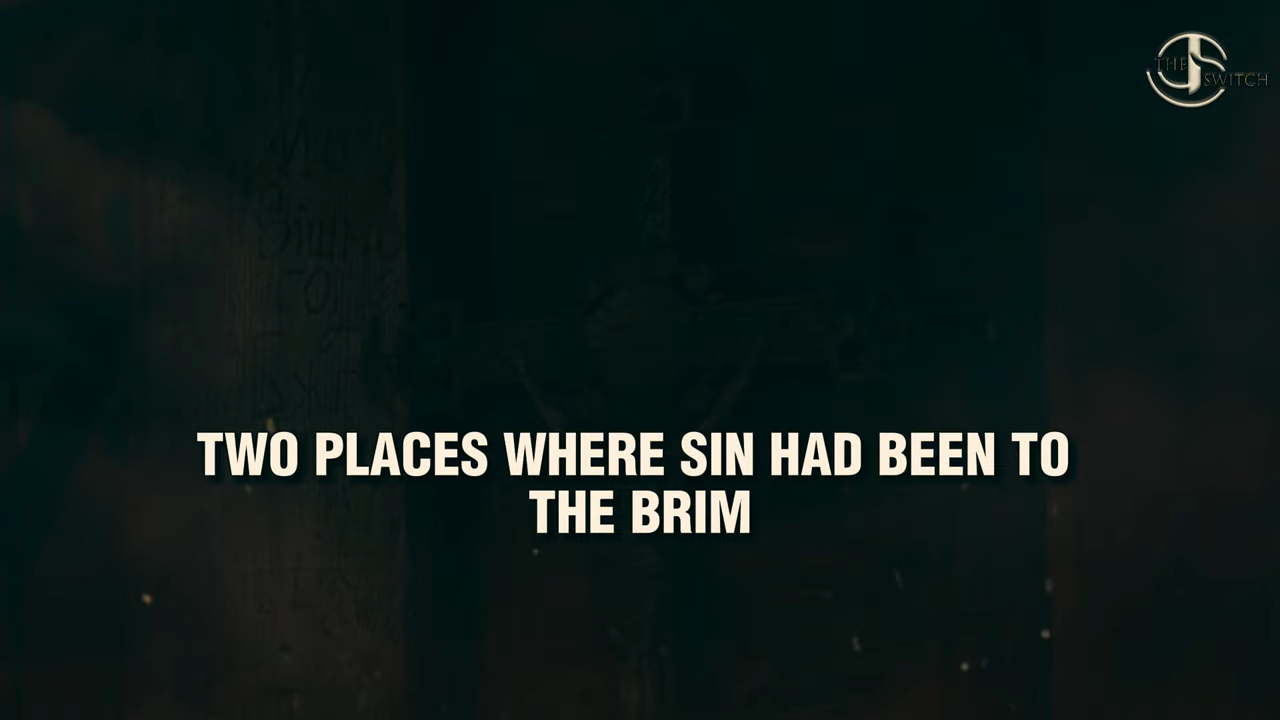 THE
SWITCH
TWO PLACES WHERE SIN HAD BEEN TO
THE BRIM